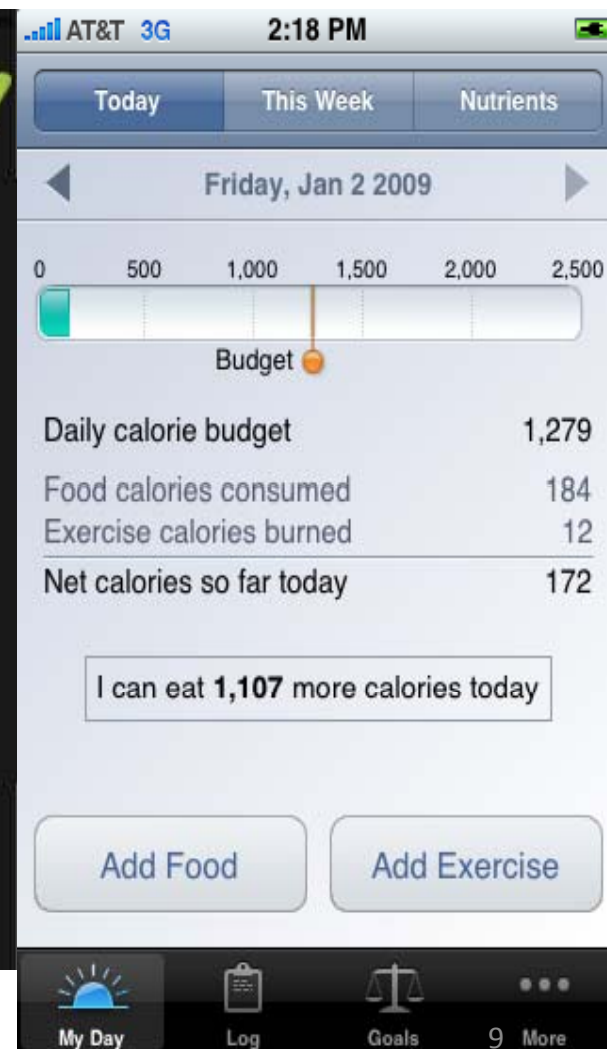 AT&T 3G 2:18 PM
Today This Week Nutrients
Friday, Jan 2 2009
0 500 1,000 1,500 2,000 2,500
Budget
Daily calorie budget 1,279
Food calories consumed 184
Exercise calories burned 12
Net calories so far today 172
I can eat 1,107 more calories today
Add Food Add Exercise
My Day Log Goals 9 More